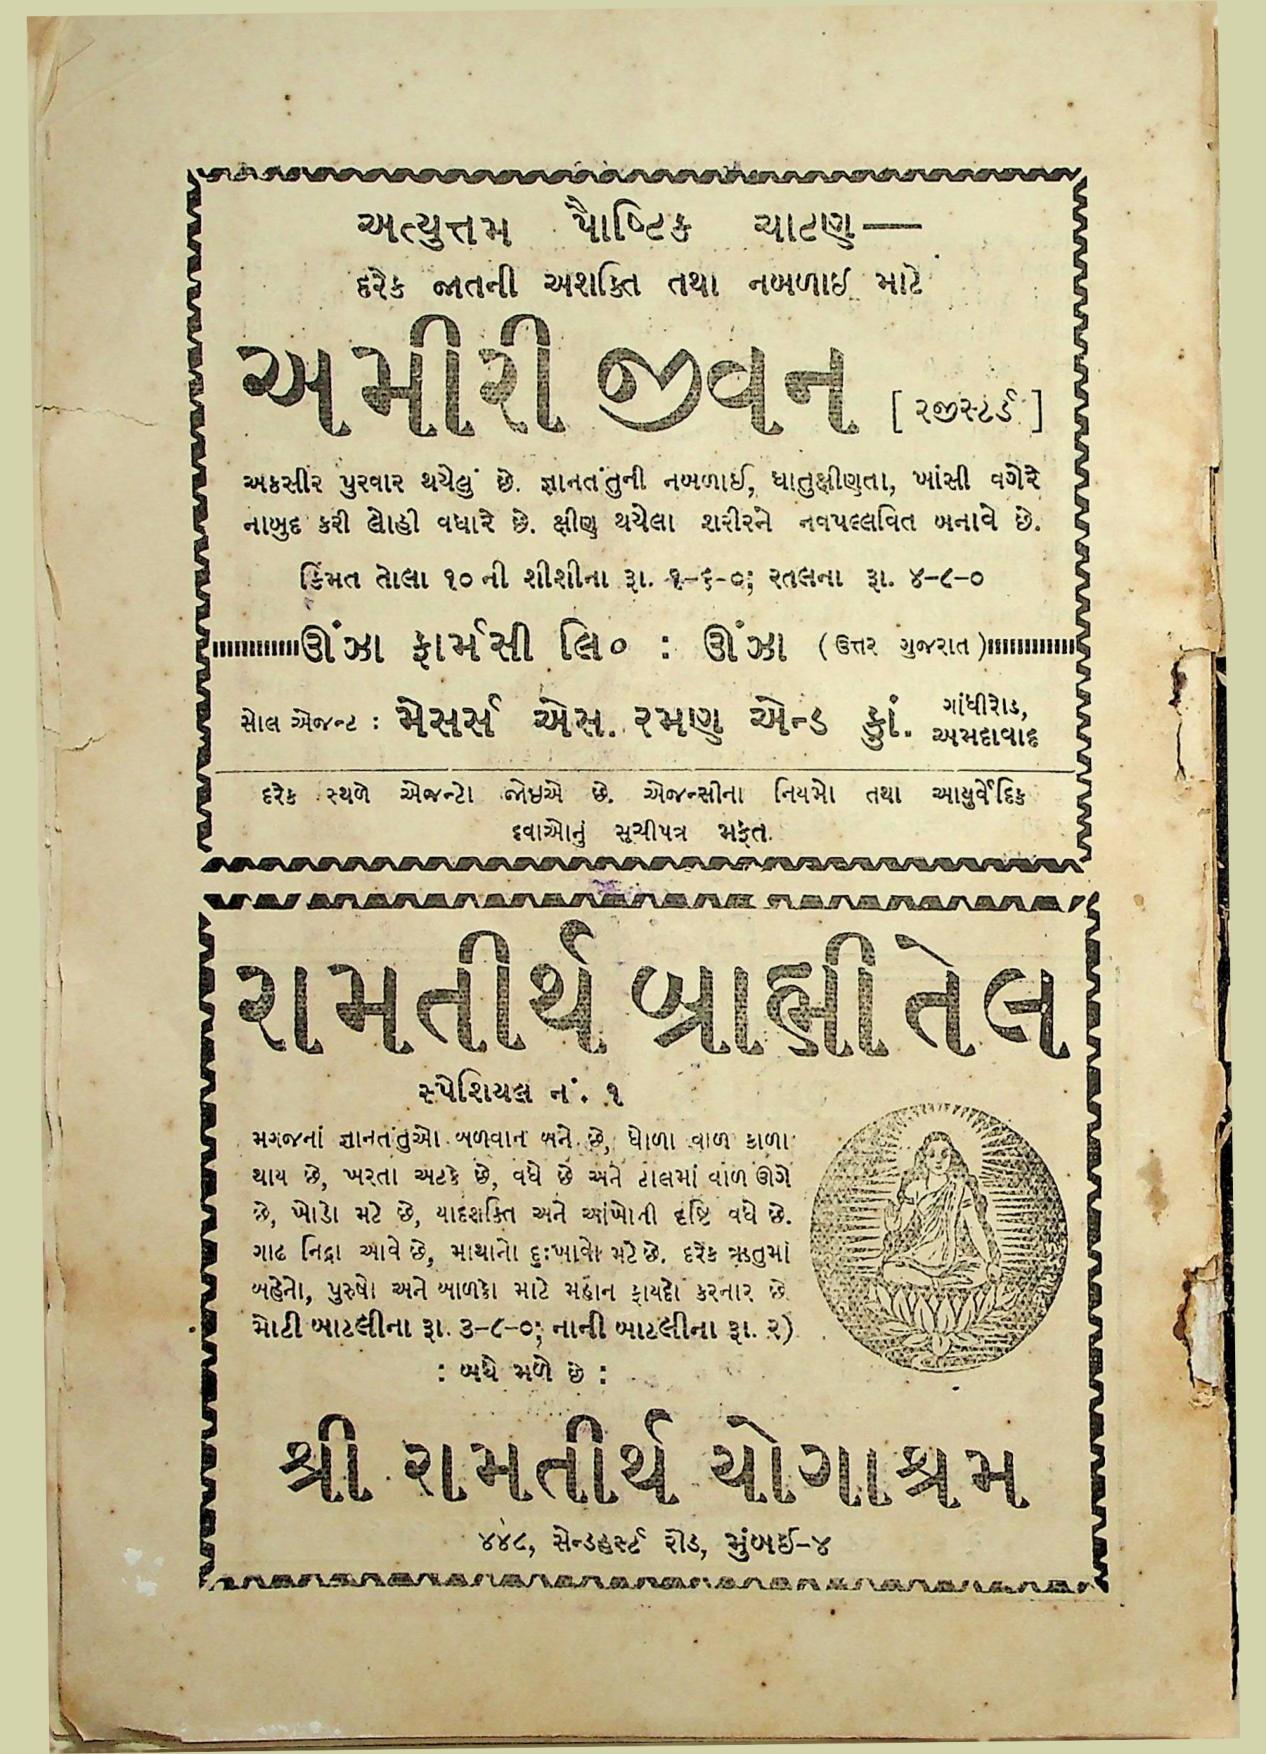 અત્યુત્તમ પૌષ્ટિક ચાટણ—
દરેક જાતની અશક્તિ તથા નબળાઈ માટે
અમીરી જીવન [ રજીસ્ટર્ડ ]
અકસીર પુરવાર થયેલું છે. જ્ઞાનતંતુની નબળાઈ, ધાતુક્ષીણતા, ખાંસી વગેરે
નાબુદ કરી લોહી વધારે છે. ક્ષીણ થયેલા શરીરને નવપલ્લવિત બનાવે છે.
કિંમત તોલા ૧૦ ની શીશીના રૂા. ૧-૬-૦; રતલના રૂા. ૪-૮-૦
ઊંઝા ફાર્મસી લિ૦ : ઊંઝા ( ઉત્તર ગુજરાત )
સોલ એજન્ટ : મેસર્સ એસ. રમણ એન્ડ કુાં. ગાંધીરોડ,
અમદાવાદ
દરેક સ્થળે એજન્ટો જોઇએ છે. એજન્સીના નિયમો તથા આયુર્વેદિક
દવાઓનું સૂચીપત્ર મફત.
રામતીર્થ બ્રાહ્મી તેલ
સ્પેશિયલ નં. ૧
મગજનાં જ્ઞાનતંતુઓ બળવાન બને છે, ધોળા વાળ કાળા
થાય છે, ખરતા અટકે છે, વધે છે અને ટાલમાં વાળ ઊગે
છે, ખોડો મટે છે, યાદશક્તિ અને આંખોની દૃષ્ટિ વધે છે.
ગાઢ નિદ્રા આવે છે, માથાનો દુઃખાવો મટે છે. દરેક ઋતુમાં
બહેનો, પુરુષો અને બાળકો માટે મહાન ફાયદો કરનાર છે
મોટી બાટલીના રૂા. ૩-૮-૦; નાની બાટલીના રૂા. ૨)
: બધે મળે છે :
શ્રી રામતીર્થ યોગાશ્રમ
૪૪૮, સેન્ડહર્સ્ટ રોડ, મુંબઈ-૪